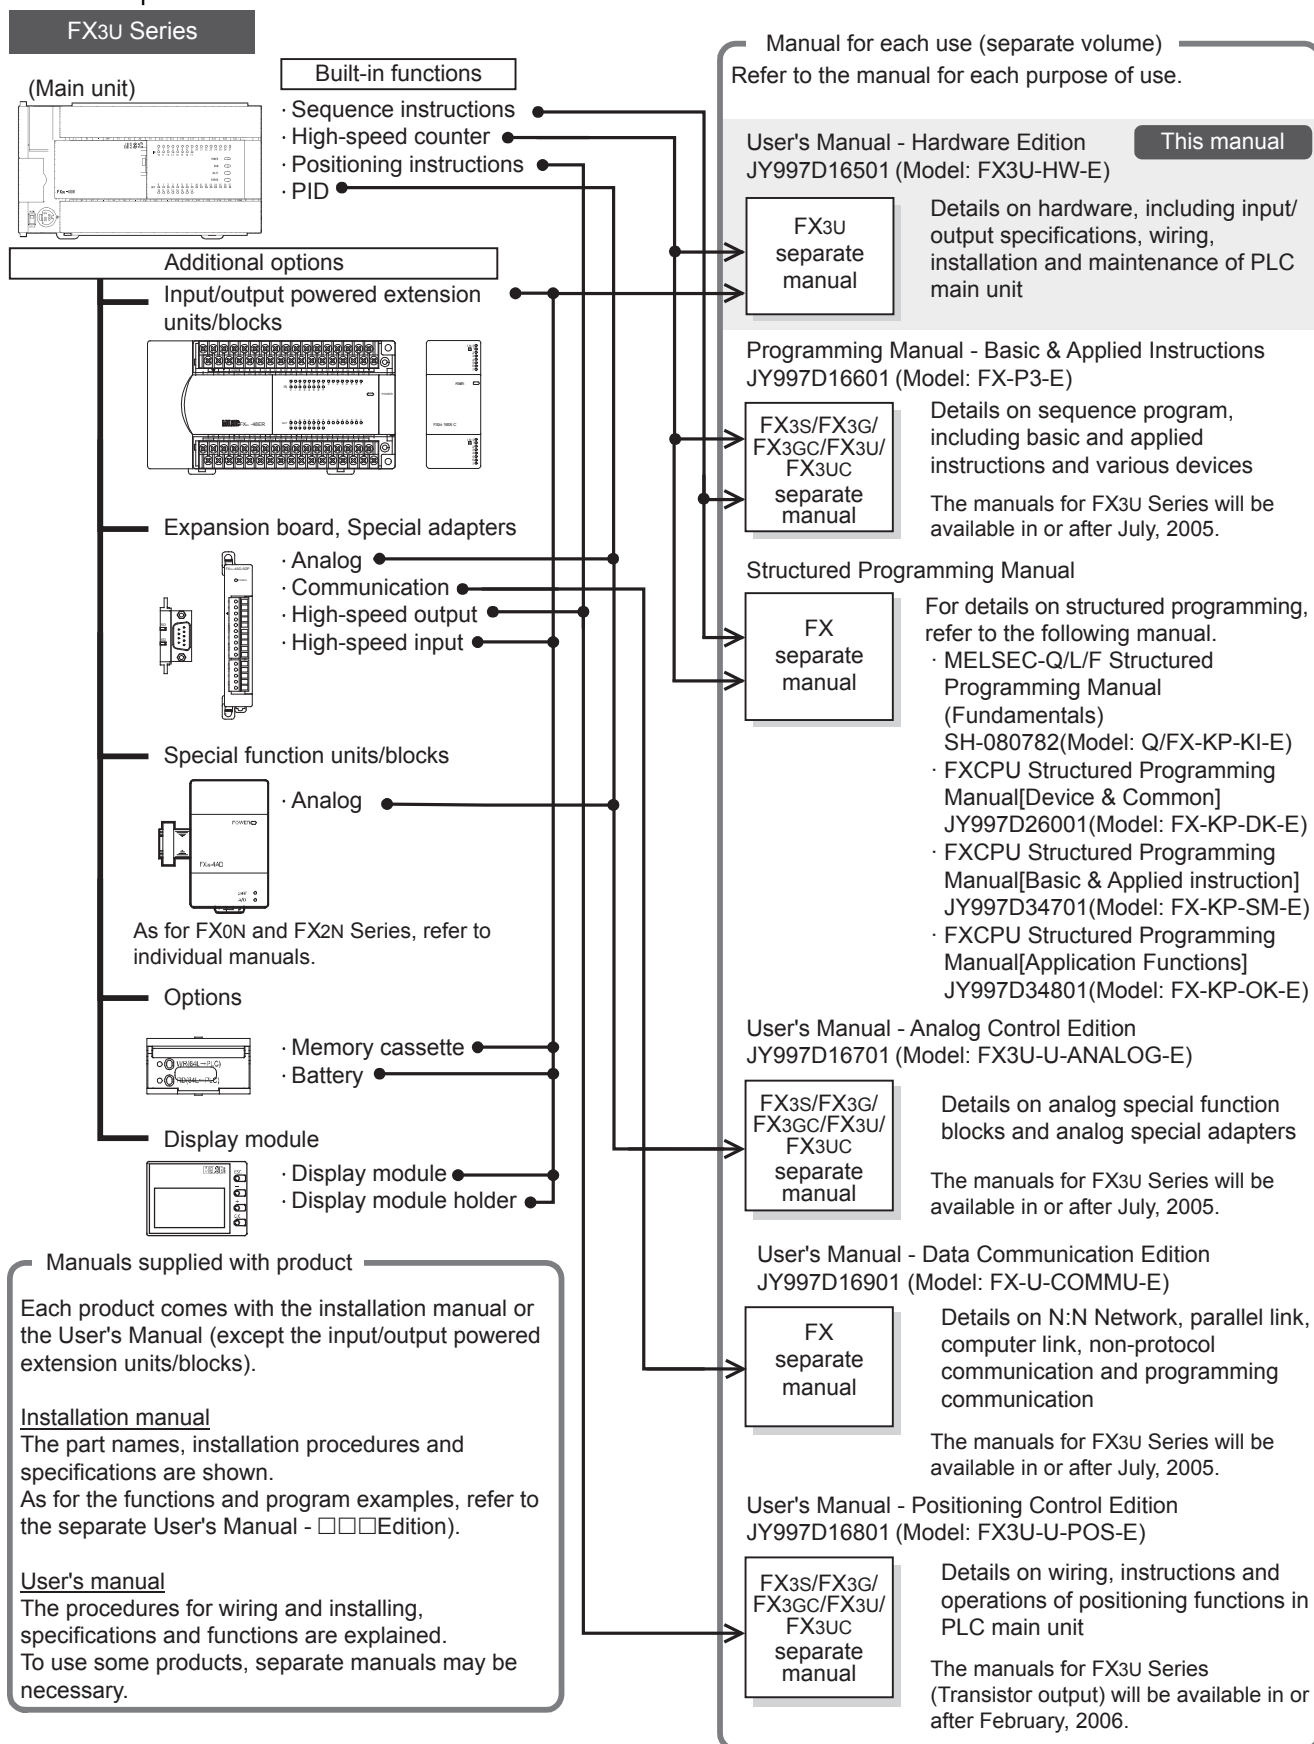 FX3U Series
(Main unit)
Built-in functions
· Sequence instructions
· High-speed counter
· Positioning instructions
· PID
Additional options
Input/output powered extension
units/blocks
Expansion board, Special adapters
· Analog
· Communication
· High-speed output
· High-speed input
Special function units/blocks
· Analog
POWER
As for FX0N and FX2N Series, refer to
individual manuals.
Options
· Memory cassette
· Battery
Display module
· Display module
· Display module holder
Manuals supplied with product
Each product comes with the installation manual or
the User's Manual (except the input/output powered
extension units/blocks).
Installation manual
The part names, installation procedures and
specifications are shown.
As for the functions and program examples, refer to
the separate User's Manual - □□□Edition).
User's manual
The procedures for wiring and installing,
specifications and functions are explained.
To use some products, separate manuals may be
necessary.
Manual for each use (separate volume)
Refer to the manual for each purpose of use.
User's Manual - Hardware Edition
This manual
JY997D16501 (Model: FX3U-HW-E)
FX3U
separate
manual
Details on hardware, including input/
output specifications, wiring,
installation and maintenance of PLC
main unit
Programming Manual - Basic & Applied Instructions
JY997D16601 (Model: FX-P3-E)
FX3S/FX3G/
FX3GC/FX3U/
FX3UC
separate
manual
Details on sequence program,
including basic and applied
instructions and various devices
The manuals for FX3U Series will be
available in or after July, 2005.
Structured Programming Manual
FX
separate
manual
For details on structured programming,
refer to the following manual.
· MELSEC-Q/L/F Structured
Programming Manual
(Fundamentals)
SH-080782(Model: Q/FX-KP-KI-E)
· FXCPU Structured Programming
Manual[Device & Common]
JY997D26001(Model: FX-KP-DK-E)
· FXCPU Structured Programming
Manual[Basic & Applied instruction]
JY997D34701(Model: FX-KP-SM-E)
· FXCPU Structured Programming
Manual[Application Functions]
JY997D34801(Model: FX-KP-OK-E)
User's Manual - Analog Control Edition
JY997D16701 (Model: FX3U-U-ANALOG-E)
FX3S/FX3G/
FX3GC/FX3U/
FX3UC
separate
manual
Details on analog special function
blocks and analog special adapters
The manuals for FX3U Series will be
available in or after July, 2005.
User's Manual - Data Communication Edition
JY997D16901 (Model: FX-U-COMMU-E)
FX
separate
manual
Details on N:N Network, parallel link,
computer link, non-protocol
communication and programming
communication
The manuals for FX3U Series will be
available in or after July, 2005.
User's Manual - Positioning Control Edition
JY997D16801 (Model: FX3U-U-POS-E)
FX3S/FX3G/
FX3GC/FX3U/
FX3UC
separate
manual
Details on wiring, instructions and
operations of positioning functions in
PLC main unit
The manuals for FX3U Series
(Transistor output) will be available in or
after February, 2006.